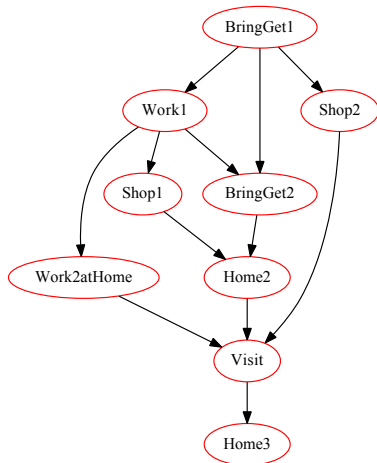 BringGet1
Work1
Shop2
Shop1
BringGet2
Work2atHome
Home2
Visit
Home3